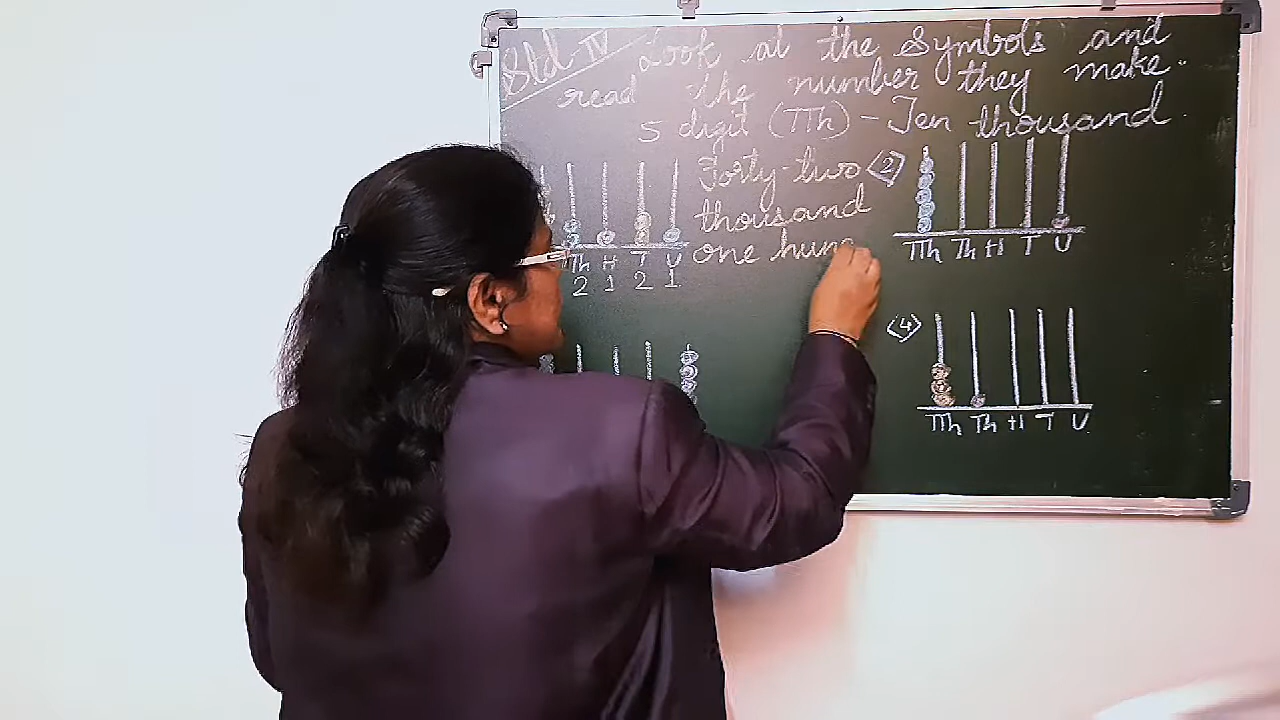 Std-IV Look at the Symbols and
read the number they make.
5 digit (TTh) - Ten thousand
Forty-two
thousand
one hun
Th H T U
2 1 2 1
(2)
TTh Th H T U
(4)
TTh Th H T U